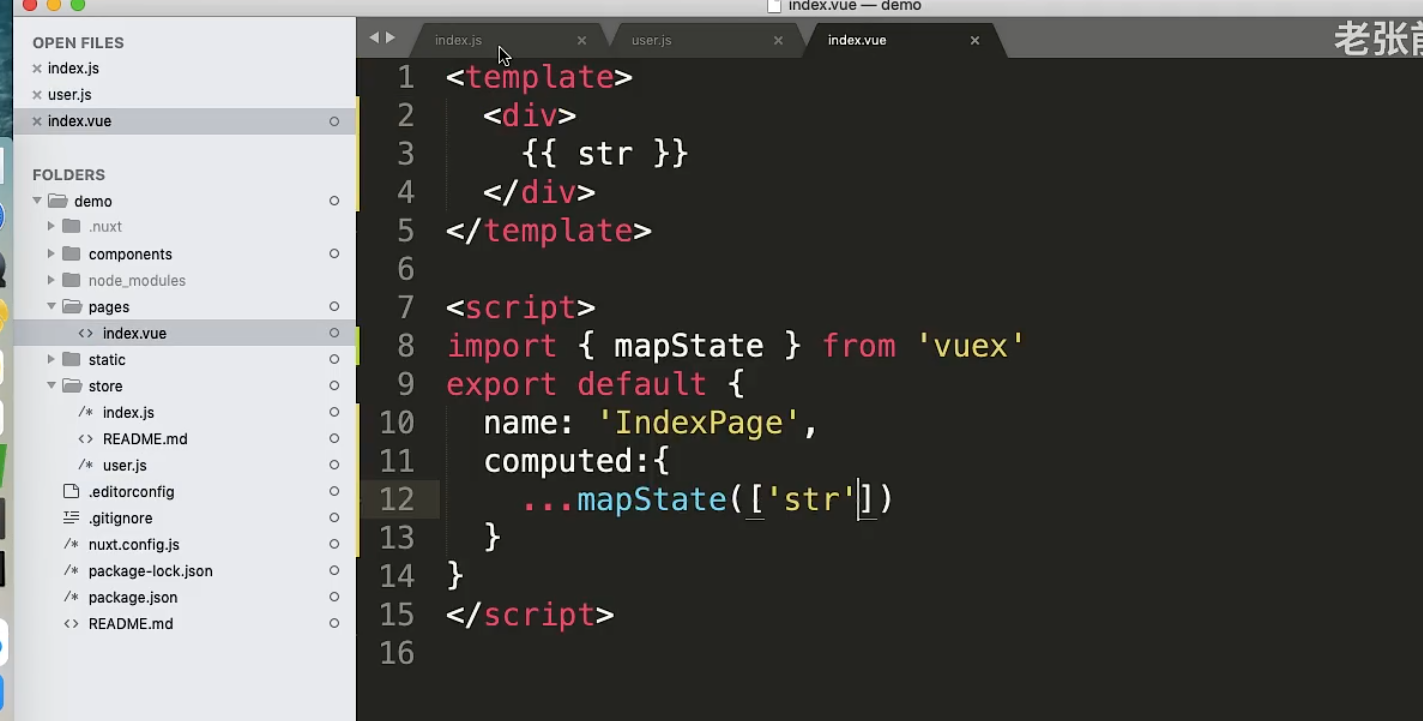 index.vue — demo
OPEN FILES
index.js
user.js
index.vue
FOLDERS
demo
.nuxt
components
node_modules
pages
index.vue
static
store
index.js
README.md
user.js
.editorconfig
.gitignore
nuxt.config.js
package-lock.json
package.json
README.md
index.js
user.js
index.vue
老张前
1 <template>
2 <div>
3 {{ str }}
4 </div>
5 </template>
6
7 <script>
8 import { mapState } from 'vuex'
9 export default {
10 name: 'IndexPage',
11 computed:{
12 ...mapState(['str'])
13 }
14 }
15 </script>
16